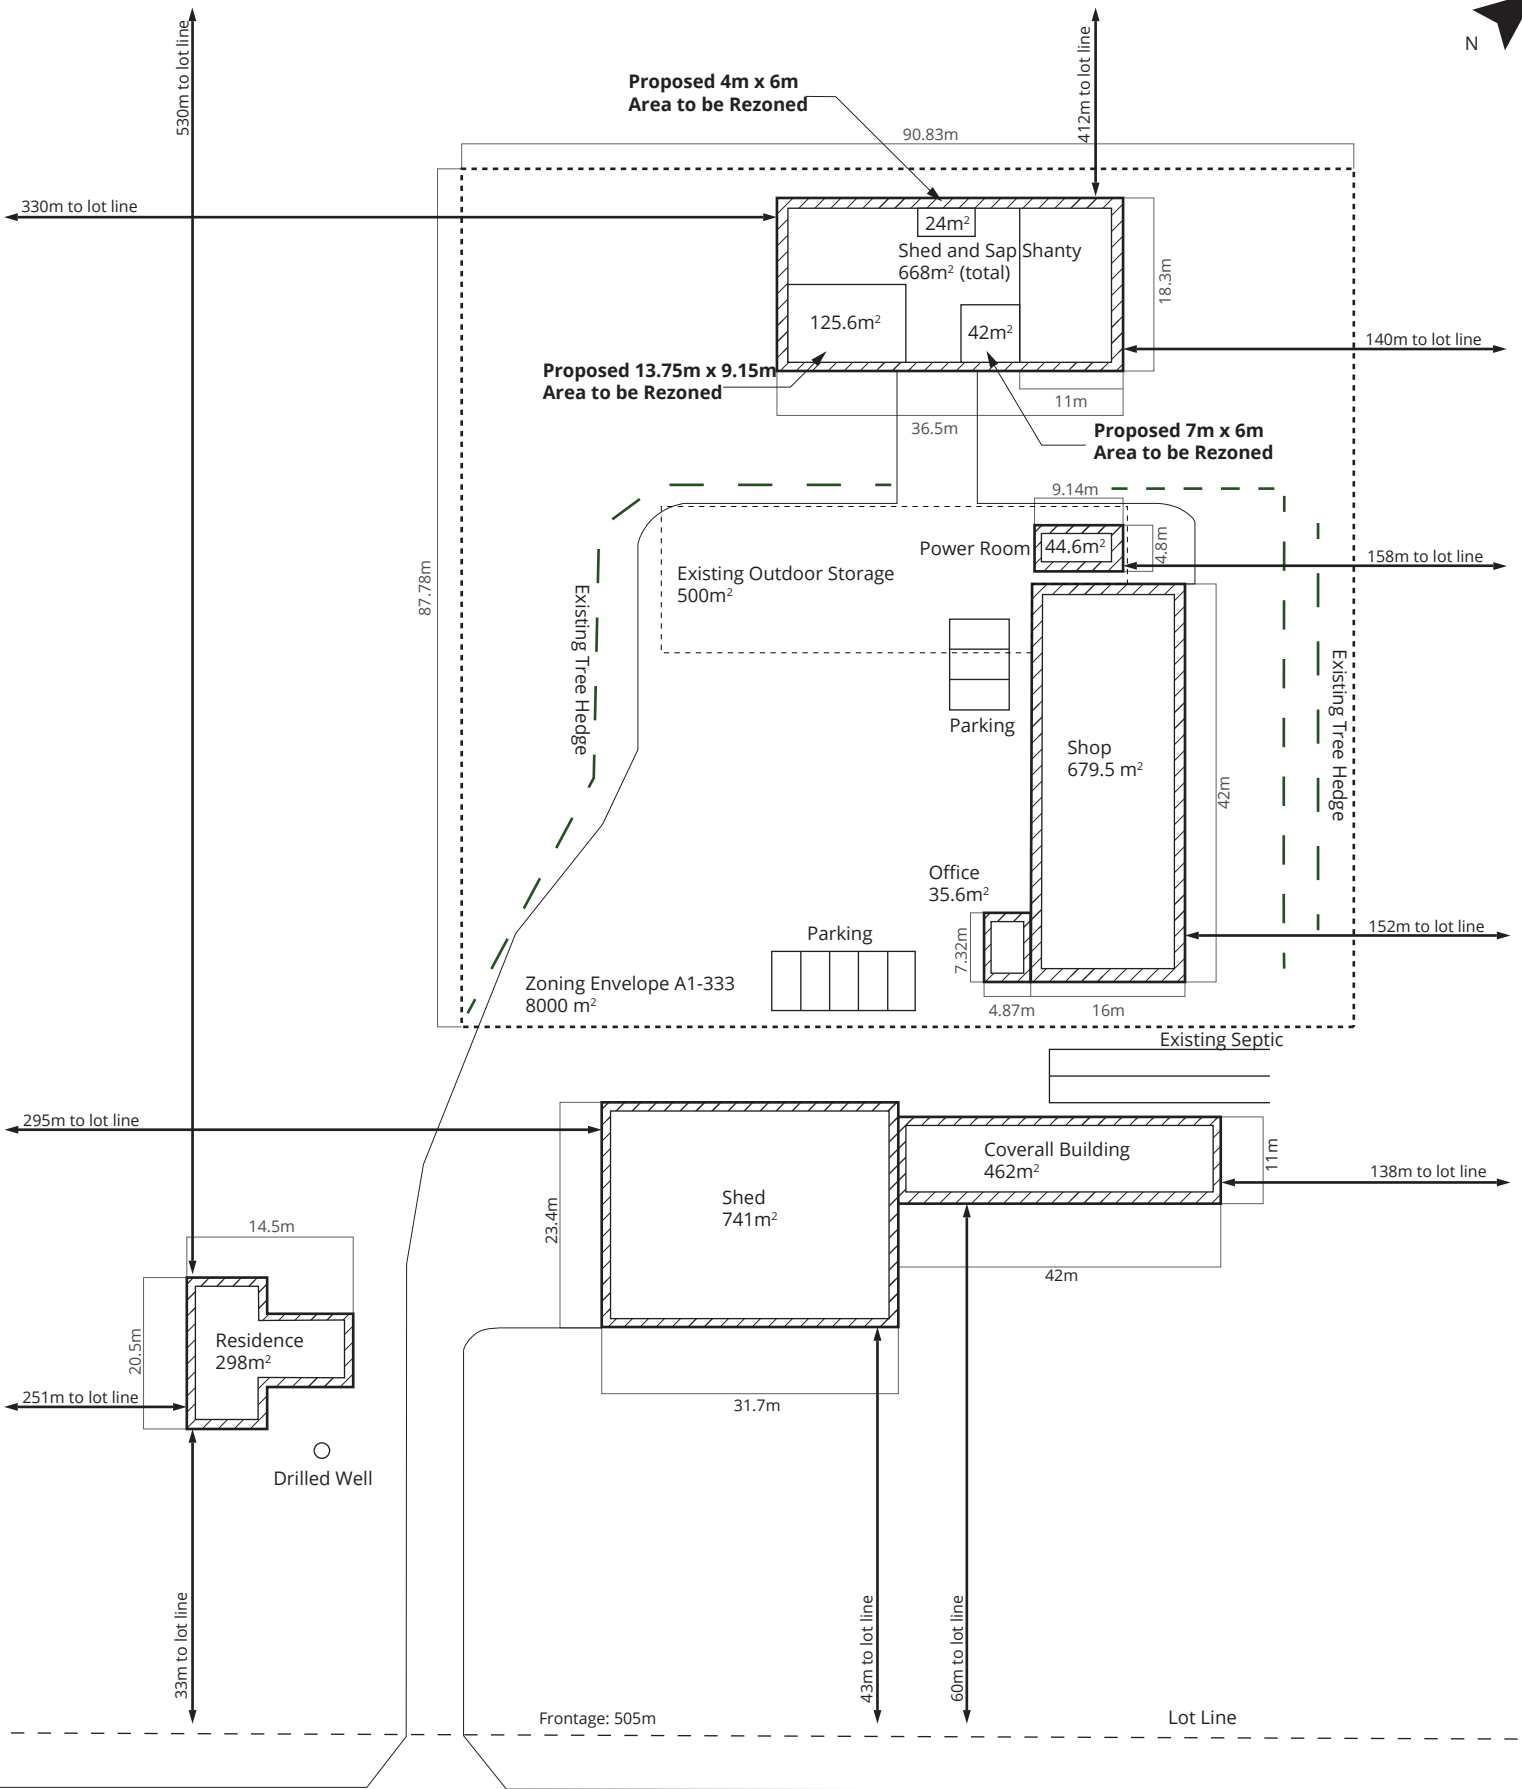 N
530m to lot line
412m to lot line
Proposed 4m x 6m
Area to be Rezoned
90.83m
330m to lot line
24m²
Shed and Sap Shanty
668m² (total)
18.3m
125.6m²
42m²
140m to lot line
Proposed 13.75m x 9.15m
Area to be Rezoned
11m
36.5m
Proposed 7m x 6m
Area to be Rezoned
9.14m
Power Room
44.6m²
4.8m
158m to lot line
87.78m
Existing Outdoor Storage
500m²
Existing Tree Hedge
Existing Tree Hedge
Parking
Shop
679.5 m²
42m
Office
35.6m²
7.32m
152m to lot line
Parking
Zoning Envelope A1-333
8000 m²
4.87m
16m
Existing Septic
295m to lot line
Coverall Building
462m²
11m
138m to lot line
Shed
741m²
23.4m
14.5m
42m
20.5m
Residence
298m²
251m to lot line
31.7m
Drilled Well
33m to lot line
43m to lot line
60m to lot line
Frontage: 505m
Lot Line